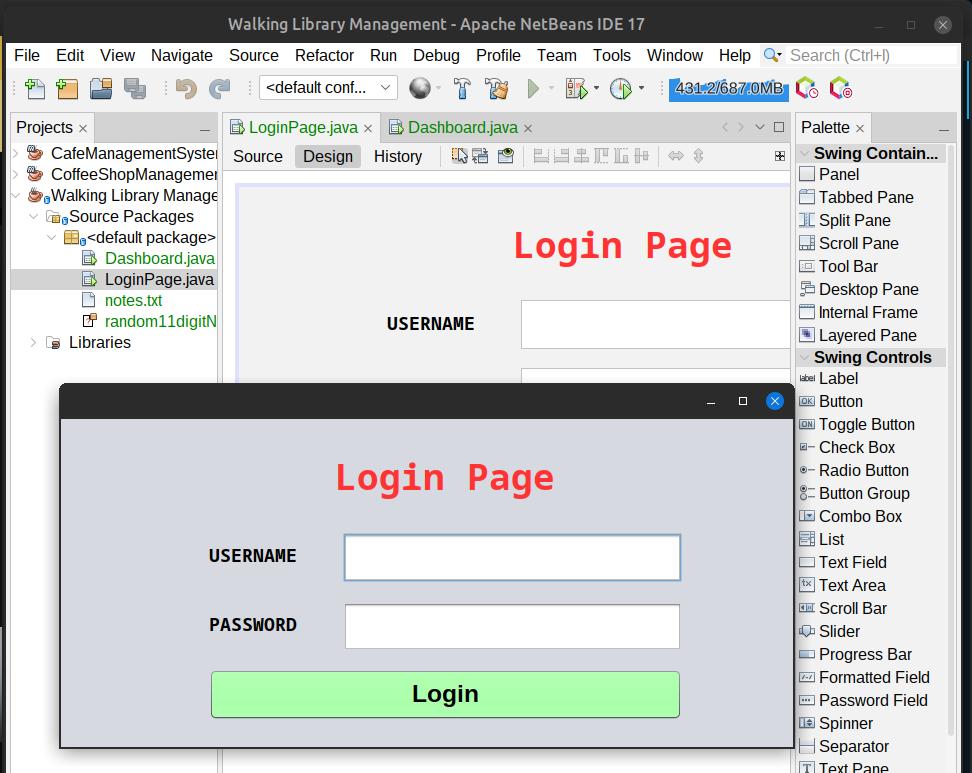 Walking Library Management - Apache NetBeans IDE 17
File Edit View Navigate Source Refactor Run Debug Profile Team Tools Window Help Search (Ctrl+I)
<default conf... 431.2/687.0MB
Projects LoginPage.java Dashboard.java Palette
Source Design History
CafeManagementSyster
CoffeeShopManagemer
Walking Library Manage
Source Packages
<default package>
Dashboard.java
LoginPage.java
notes.txt
random11digitN
Libraries
Login Page
USERNAME
Login Page
USERNAME
PASSWORD
Login
Swing Contain...
Panel
Tabbed Pane
Split Pane
Scroll Pane
Tool Bar
Desktop Pane
Internal Frame
Layered Pane
Swing Controls
label Label
OK Button
ON Toggle Button
Check Box
Radio Button
Button Group
Combo Box
List
Text Field
Text Area
Scroll Bar
Slider
Progress Bar
Formatted Field
Password Field
Spinner
Separator
Text Pane